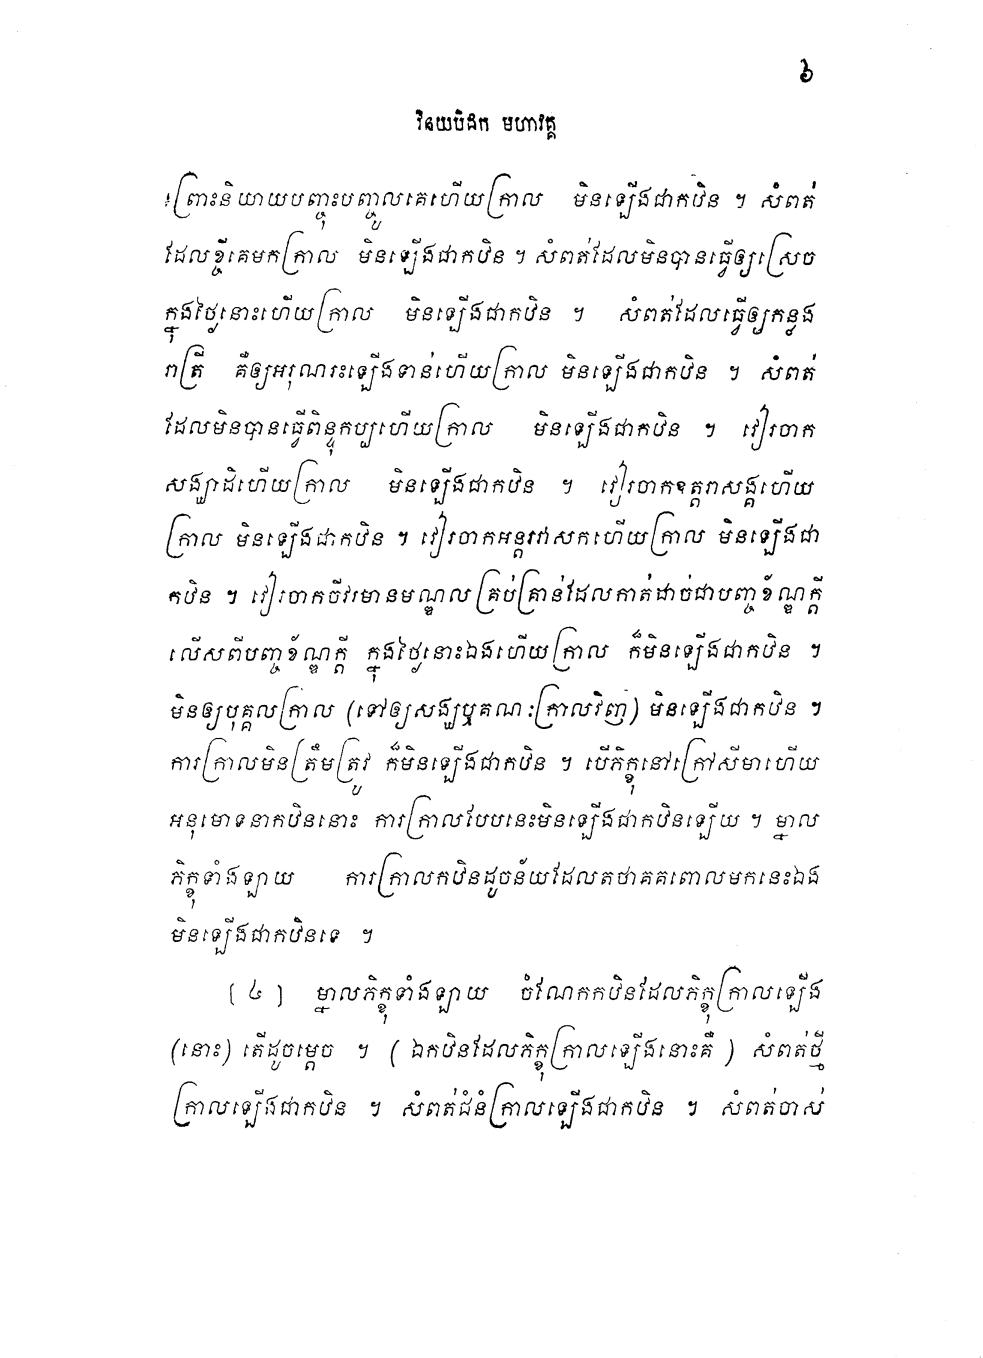 ៦
វិនយបិដក មហាវគ្គ
ព្រោះនិយាយបញ្ចុះបញ្ចូលគេហើយក្រាល មិនឡើងជាកឋិន ។ សំពត់
ដែលខ្ចីគេមកក្រាល មិនឡើងជាកឋិន ។ សំពត់ដែលមិនបានធ្វើឲ្យស្រេច
ក្នុងថ្ងៃនោះហើយក្រាល មិនឡើងជាកឋិន ។ សំពត់ដែលធ្វើឲ្យកន្លង
រាត្រី គឺឲ្យអរុណរះឡើងទាន់ហើយក្រាល មិនឡើងជាកឋិន ។ សំពត់
ដែលមិនបានធ្វើពិន្ទុកប្បហើយក្រាល មិនឡើងជាកឋិន ។ វៀរចាក
សង្ឃាដិហើយក្រាល មិនឡើងជាកឋិន ។ វៀរចាកឧត្តរាសង្គហើយ
ក្រាល មិនឡើងជាកឋិន ។ វៀរចាកអន្តរវាសកហើយក្រាល មិនឡើងជា
កឋិន ។ វៀរចាកចីវរមានមណ្ឌលគ្រប់គ្រាន់ដែលកាត់ដាច់ជាបញ្ចខ័ណ្ឌក្តី
លើសពីបញ្ចខ័ណ្ឌក្តី ក្នុងថ្ងៃនោះឯងហើយក្រាល ក៏មិនឡើងជាកឋិន ។
មិនឲ្យបុគ្គលក្រាល (ទៅឲ្យសង្ឃឬគណៈក្រាលវិញ) មិនឡើងជាកឋិន ។
ការក្រាលមិនត្រឹមត្រូវ ក៏មិនឡើងជាកឋិន ។ បើភិក្ខុនៅក្រៅសីមាហើយ
អនុមោទនាកឋិននោះ ការក្រាលបែបនេះមិនឡើងជាកឋិនឡើយ ។ ម្នាល
ភិក្ខុទាំងឡាយ ការក្រាលកឋិនដូចន័យដែលតថាគតពោលមកនេះឯង
មិនឡើងជាកឋិនទេ ។
[ ៤ ] ម្នាលភិក្ខុទាំងឡាយ ចំណែកកឋិនដែលភិក្ខុក្រាលឡើង
(នោះ) តើដូចម្តេច ។ ( ឯកឋិនដែលភិក្ខុក្រាលឡើងនោះគឺ ) សំពត់ថ្មី
ក្រាលឡើងជាកឋិន ។ សំពត់ជំនំក្រាលឡើងជាកឋិន ។ សំពត់ចាស់